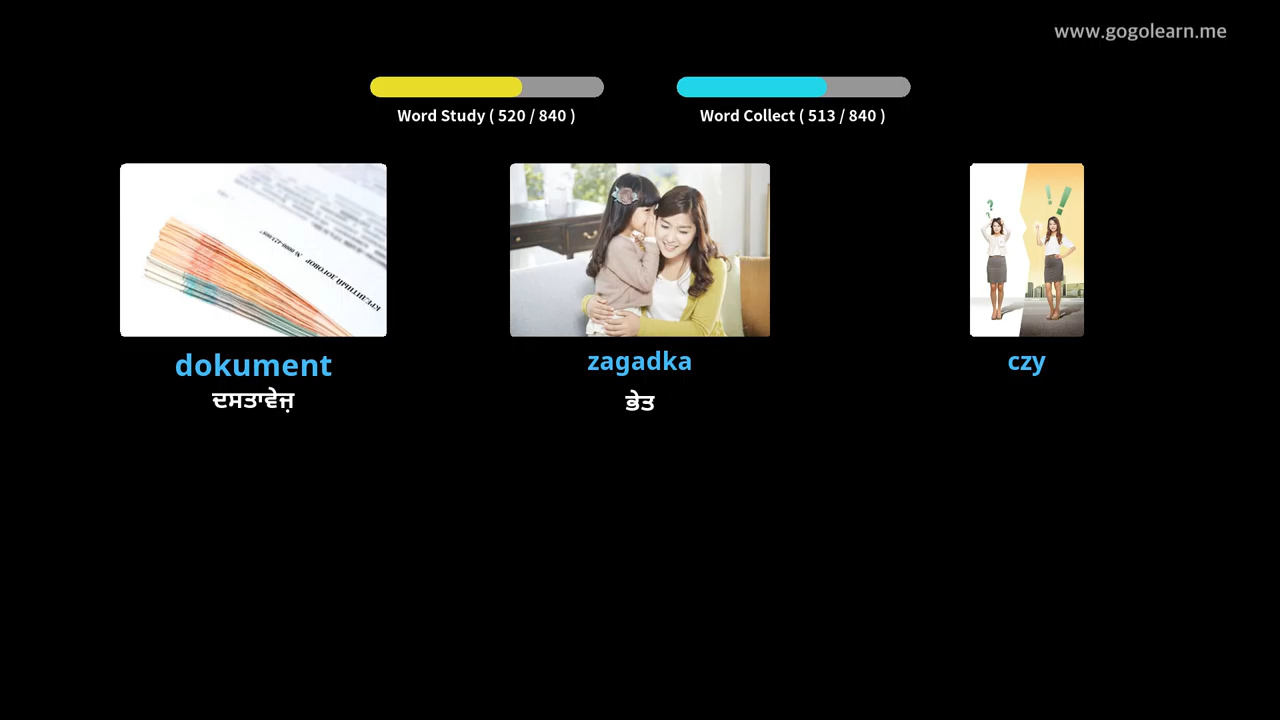 www.gogolearn.me
Word Study ( 520 / 840 )
Word Collect ( 513 / 840 )
dokument
ਦਸਤਾਵੇਜ਼
zagadka
ਭੇਤ
czy